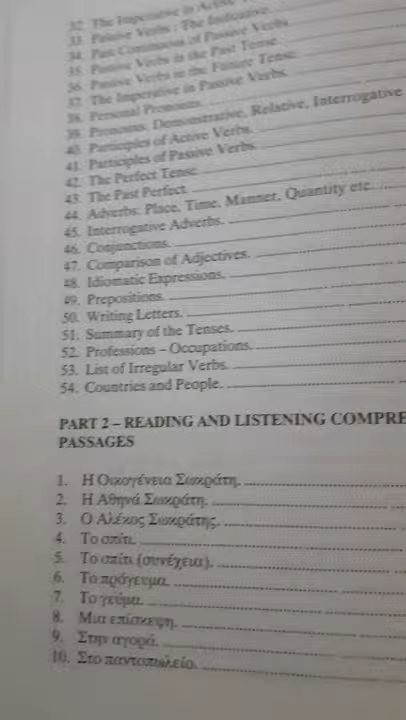 32. The Imperative in Active
33. Passive Verbs : The Indicative.
34. Past Continuous of Passive Verbs
35. Passive Verbs in the Past Tense
36. Passive Verbs in the Future Tense.
37. The Imperative in Passive Verbs.
38. Personal Pronouns.
39. Pronouns, Demonstrative, Relative, Interrogative
40. Participles of Active Verbs.
41. Participles of Passive Verbs.
42. The Perfect Tense
43. The Past Perfect.
44. Adverbs: Place, Time, Manner, Quantity etc.
45. Interrogative Adverbs.
46. Conjunctions.
47. Comparison of Adjectives.
48. Idiomatic Expressions.
49. Prepositions.
50. Writing Letters.
51. Summary of the Tenses.
52. Professions – Occupations.
53. List of Irregular Verbs.
54. Countries and People.
PART 2 – READING AND LISTENING COMPRE
PASSAGES
1. Η Οικογένεια Σωκράτη.
2. Η Αθηνά Σωκράτη.
3. Ο Αλέκος Σωκράτης.
4. Το σπίτι.
5. Το σπίτι (συνέχεια).
6. Το πρόγευμα.
7. Το γεύμα.
8. Μια επίσκεψη.
9. Στην αγορά.
10. Στο παντοπωλείο.